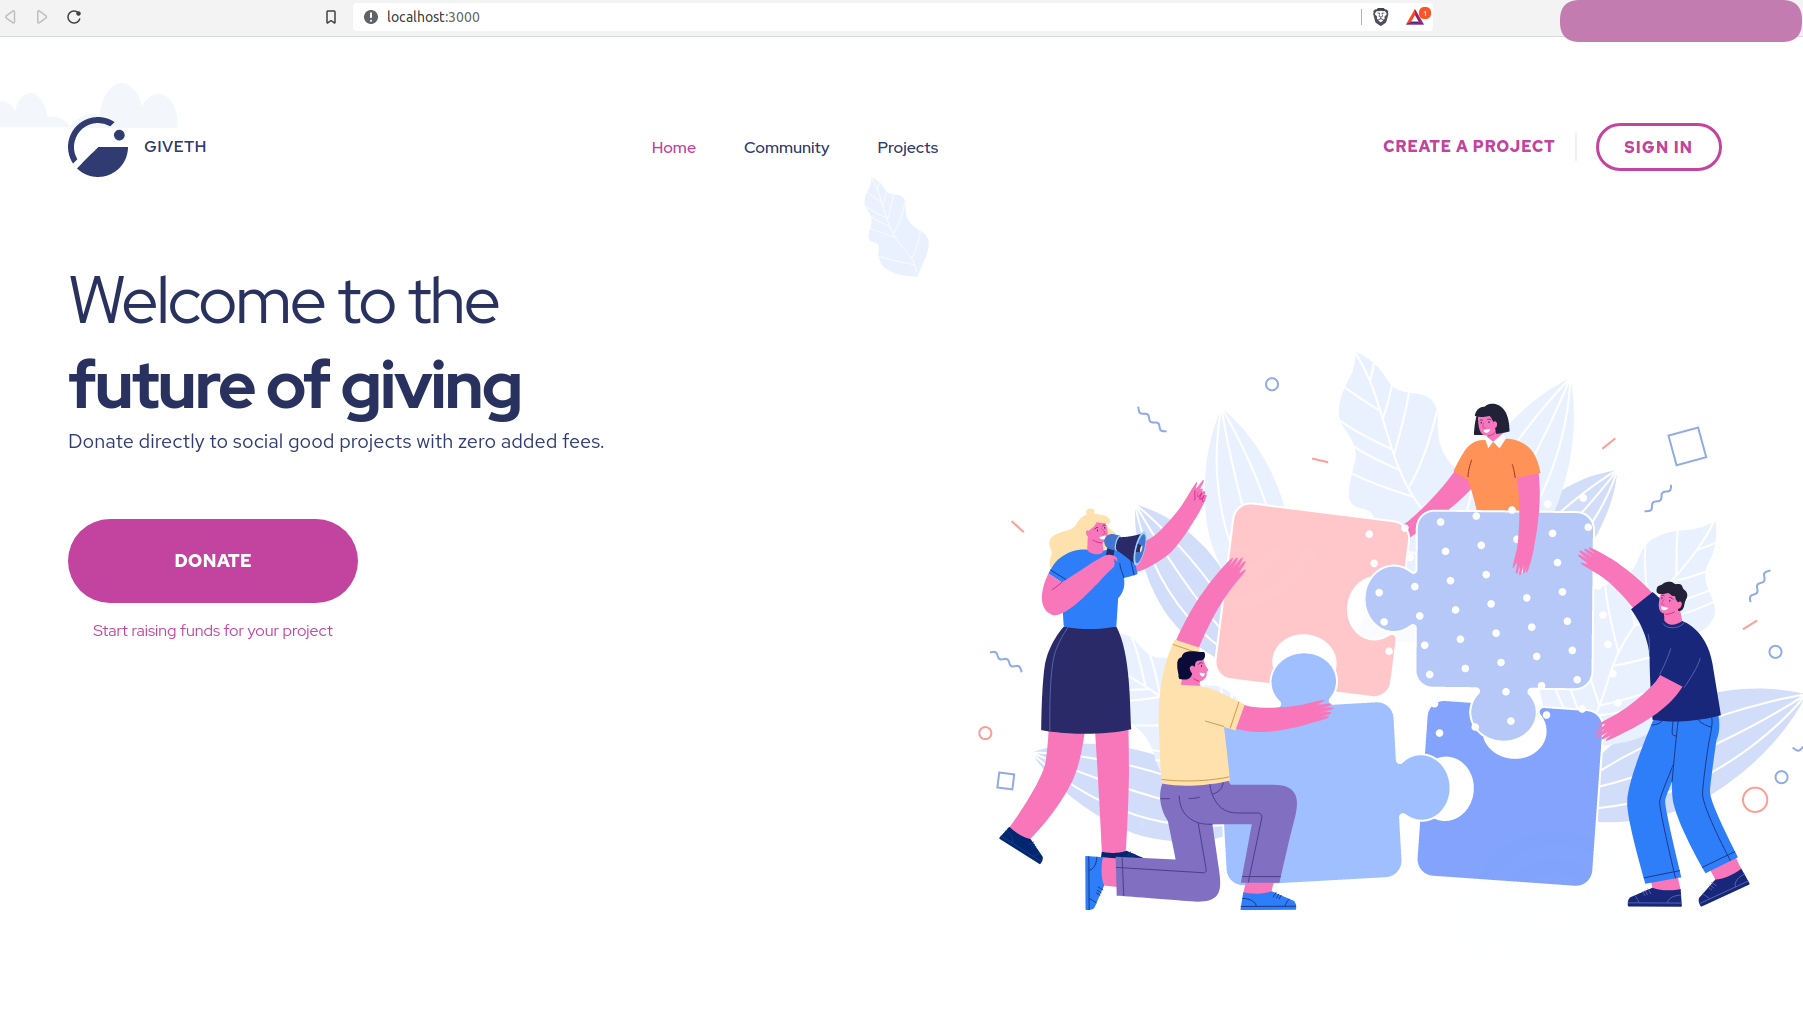 localhost:3000
1
GIVETH
Home
Community
Projects
CREATE A PROJECT
SIGN IN
Welcome to the
future of giving
Donate directly to social good projects with zero added fees.
DONATE
Start raising funds for your project